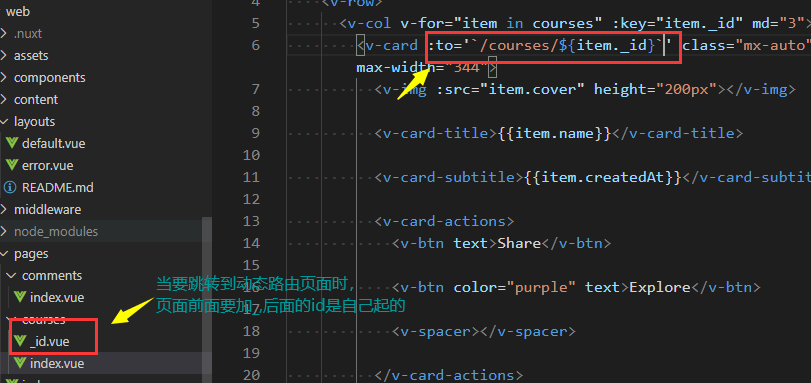 web
.nuxt
assets
components
content
layouts
default.vue
error.vue
README.md
middleware
node_modules
pages
comments
index.vue
courses
_id.vue
index.vue
4 <v-row>
5 <v-col v-for="item in courses" :key="item._id" md="3">
6 <v-card :to='`/courses/${item._id}`' class="mx-auto"
max-width="344">
7 <v-img :src="item.cover" height="200px"></v-img>
8
9 <v-card-title>{{item.name}}</v-card-title>
10
11 <v-card-subtitle>{{item.createdAt}}</v-card-subtit
12
13 <v-card-actions>
14 <v-btn text>Share</v-btn>
15
16 <v-btn color="purple" text>Explore</v-btn>
17
18 <v-spacer></v-spacer>
19
20 </v-card-actions>
当要跳转到动态路由页面时，
页面前面要加_,后面的id是自己起的